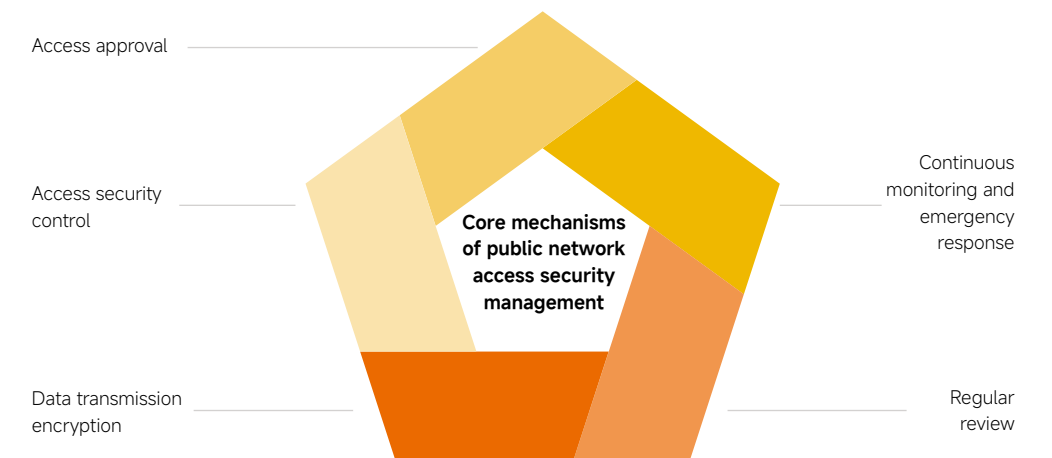 Access approval
Access security
control
Data transmission
encryption
Core mechanisms
of public network
access security
management
Continuous
monitoring and
emergency
response
Regular
review